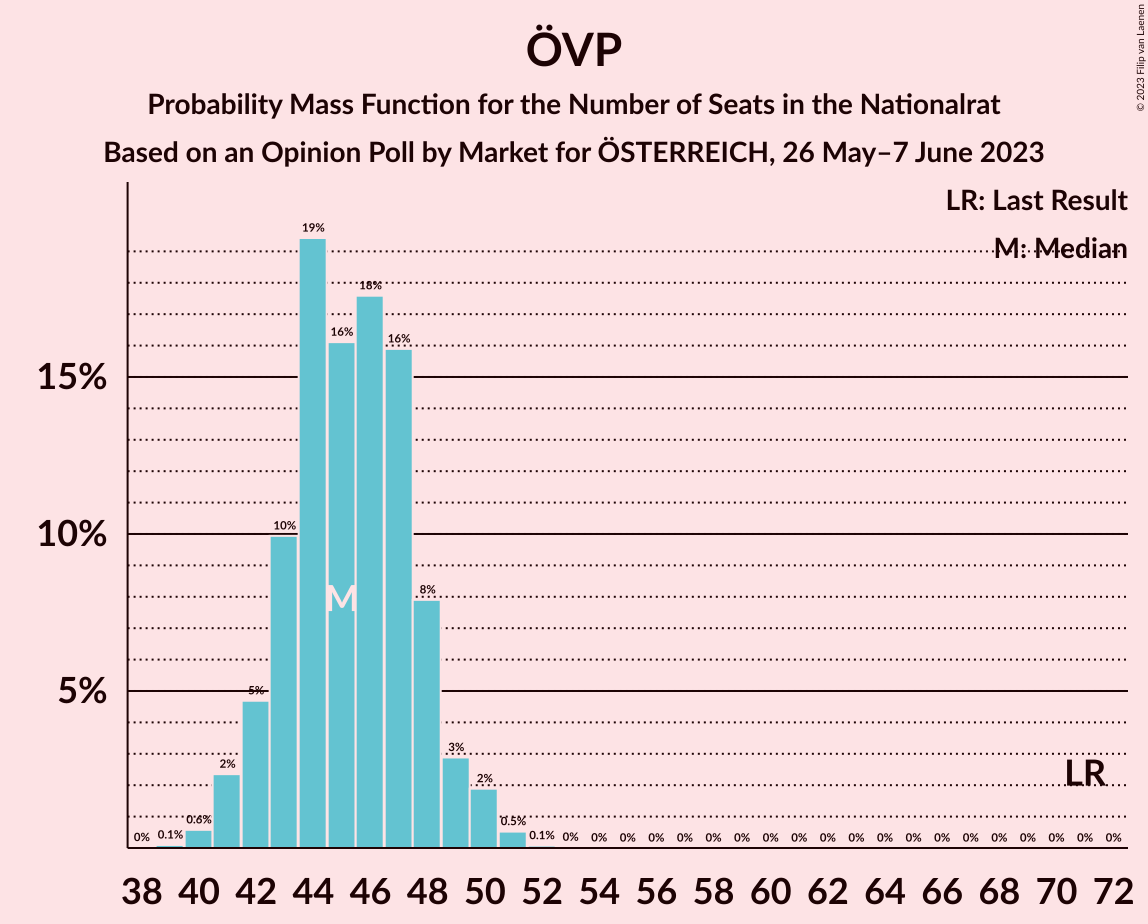 ÖVP
Probability Mass Function for the Number of Seats in the Nationalrat
Based on an Opinion Poll by Market for ÖSTERREICH, 26 May–7 June 2023
© 2023 Filip van Laenen
LR: Last Result
M: Median
15%
10%
5%
0% 0.1% 0.6% 2% 5% 10% 19% 16% 18% 16% 8% 3% 2% 0.5% 0.1% 0% 0% 0% 0% 0% 0% 0% 0% 0% 0% 0% 0% 0% 0% 0% 0% 0% 0% 0% 0%
M
LR
38 40 42 44 46 48 50 52 54 56 58 60 62 64 66 68 70 72